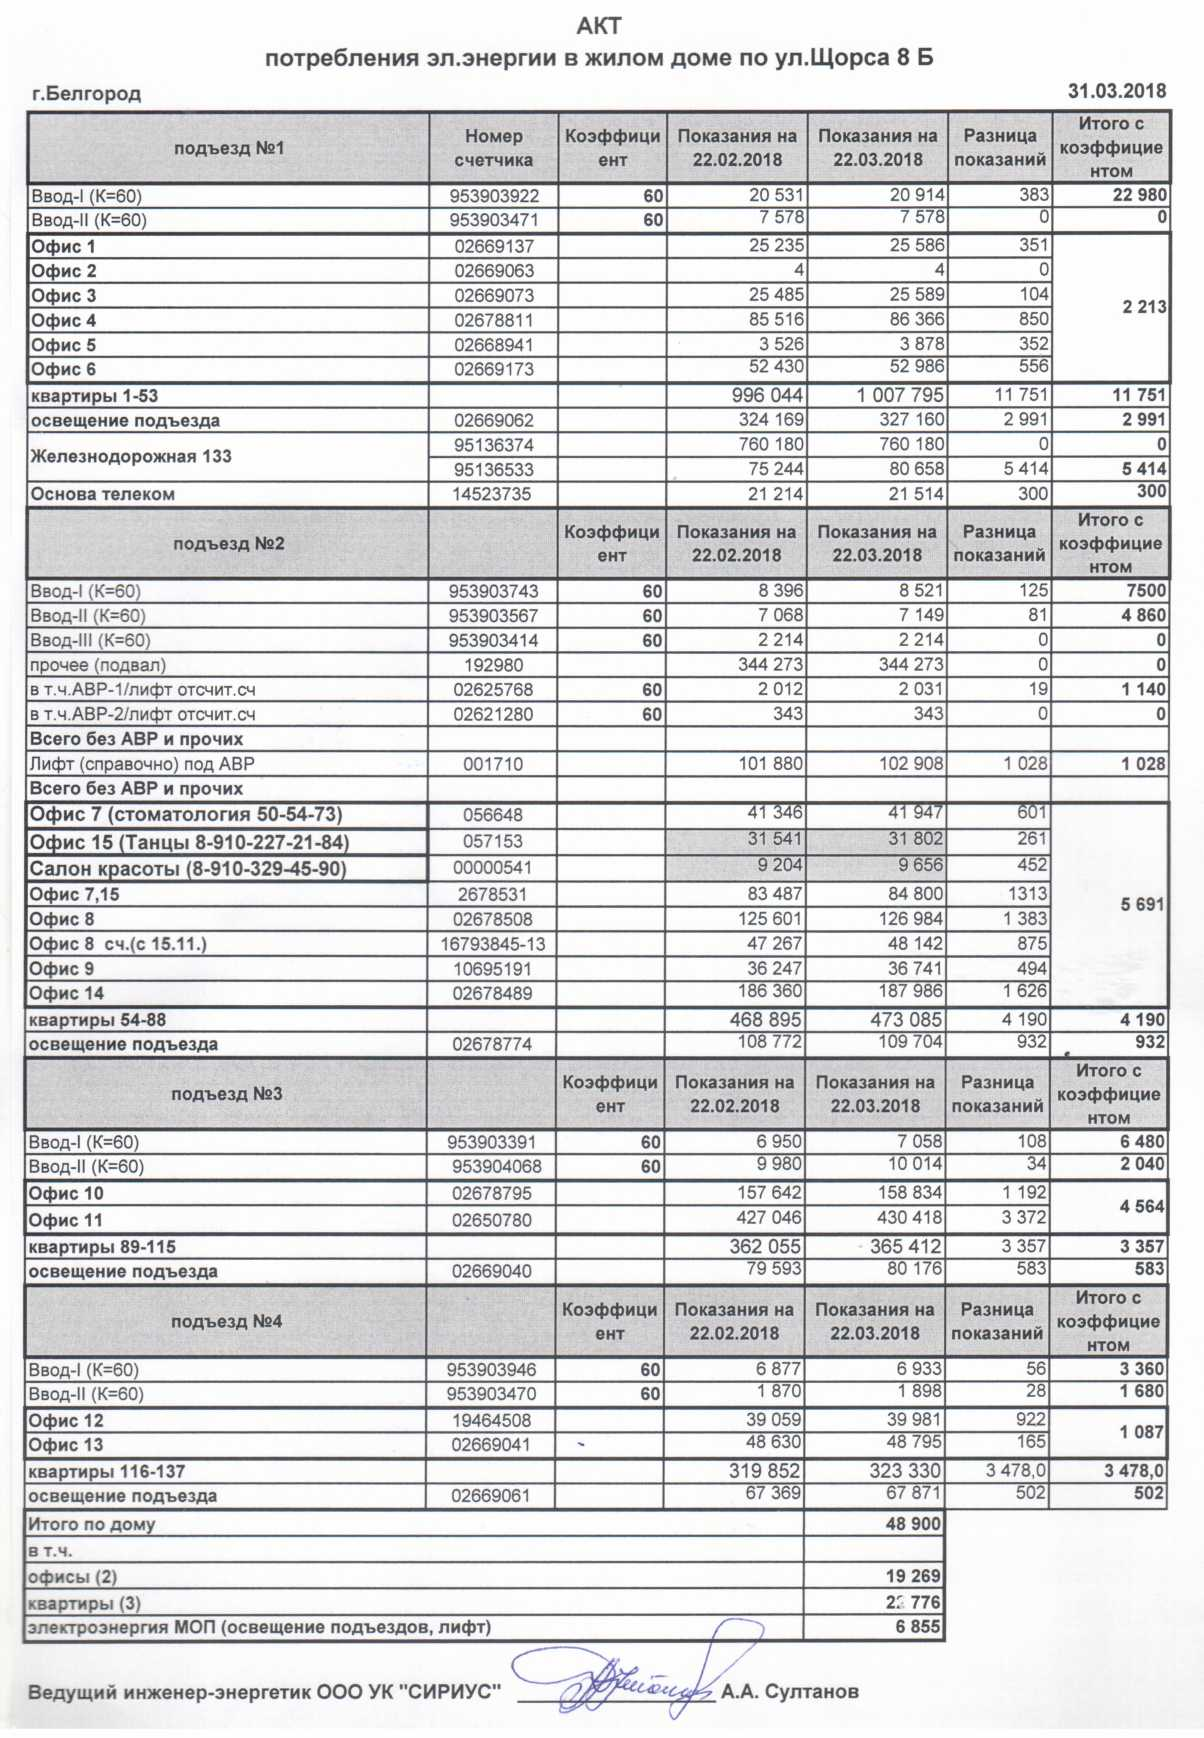 АКТ
потребления эл.энергии в жилом доме по ул.Щорса 8 Б
г.Белгород 31.03.2018
подъезд №1 Номер счетчика Коэффициент Показания на 22.02.2018 Показания на 22.03.2018 Разница показаний Итого с коэффициентом
Ввод-I (К=60) 953903922 60 20 531 20 914 383 22 980
Ввод-II (К=60) 953903471 60 7 578 7 578 0 0
Офис 1 02669137 25 235 25 586 351
Офис 2 02669063 4 4 0
Офис 3 02669073 25 485 25 589 104
2 213
Офис 4 02678811 85 516 86 366 850
Офис 5 02668941 3 526 3 878 352
Офис 6 02669173 52 430 52 986 556
квартиры 1-53 996 044 1 007 795 11 751 11 751
освещение подъезда 02669062 324 169 327 160 2 991 2 991
Железнодорожная 133 95136374 760 180 760 180 0 0
95136533 75 244 80 658 5 414 5 414
Основа телеком 14523735 21 214 21 514 300 300
подъезд №2 Коэффициент Показания на 22.02.2018 Показания на 22.03.2018 Разница показаний Итого с коэффициентом
Ввод-I (К=60) 953903743 60 8 396 8 521 125 7500
Ввод-II (К=60) 953903567 60 7 068 7 149 81 4 860
Ввод-III (К=60) 953903414 60 2 214 2 214 0 0
прочее (подвал) 192980 344 273 344 273 0 0
в т.ч.АВР-1/лифт отсчит.сч 02625768 60 2 012 2 031 19 1 140
в т.ч.АВР-2/лифт отсчит.сч 02621280 60 343 343 0 0
Всего без АВР и прочих
Лифт (справочно) под АВР 001710 101 880 102 908 1 028 1 028
Всего без АВР и прочих
Офис 7 (стоматология 50-54-73) 056648 41 346 41 947 601
Офис 15 (Танцы 8-910-227-21-84) 057153 31 541 31 802 261
Салон красоты (8-910-329-45-90) 00000541 9 204 9 656 452
Офис 7,15 2678531 83 487 84 800 1313
5 691
Офис 8 02678508 125 601 126 984 1 383
Офис 8 сч.(с 15.11.) 16793845-13 47 267 48 142 875
Офис 9 10695191 36 247 36 741 494
Офис 14 02678489 186 360 187 986 1 626
квартиры 54-88 468 895 473 085 4 190 4 190
освещение подъезда 02678774 108 772 109 704 932 932
подъезд №3 Коэффициент Показания на 22.02.2018 Показания на 22.03.2018 Разница показаний Итого с коэффициентом
Ввод-I (К=60) 953903391 60 6 950 7 058 108 6 480
Ввод-II (К=60) 953904068 60 9 980 10 014 34 2 040
Офис 10 02678795 157 642 158 834 1 192
4 564
Офис 11 02650780 427 046 430 418 3 372
квартиры 89-115 362 055 365 412 3 357 3 357
освещение подъезда 02669040 79 593 80 176 583 583
подъезд №4 Коэффициент Показания на 22.02.2018 Показания на 22.03.2018 Разница показаний Итого с коэффициентом
Ввод-I (К=60) 953903946 60 6 877 6 933 56 3 360
Ввод-II (К=60) 953903470 60 1 870 1 898 28 1 680
Офис 12 19464508 39 059 39 981 922
1 087
Офис 13 02669041 48 630 48 795 165
квартиры 116-137 319 852 323 330 3 478,0 3 478,0
освещение подъезда 02669061 67 369 67 871 502 502
Итого по дому 48 900
в т.ч.
офисы (2) 19 269
квартиры (3) 22 776
электроэнергия МОП (освещение подъездов, лифт) 6 855
Ведущий инженер-энергетик ООО УК "СИРИУС" А.А. Султанов